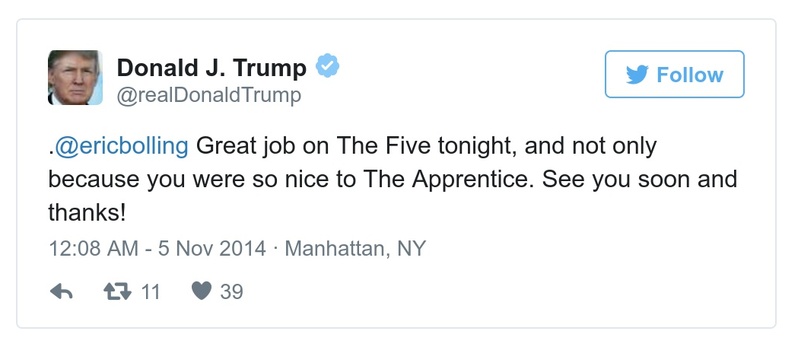 Donald J. Trump
@realDonaldTrump
Follow
.@ericbolling Great job on The Five tonight, and not only
because you were so nice to The Apprentice. See you soon and
thanks!
12:08 AM - 5 Nov 2014 · Manhattan, NY
11 39